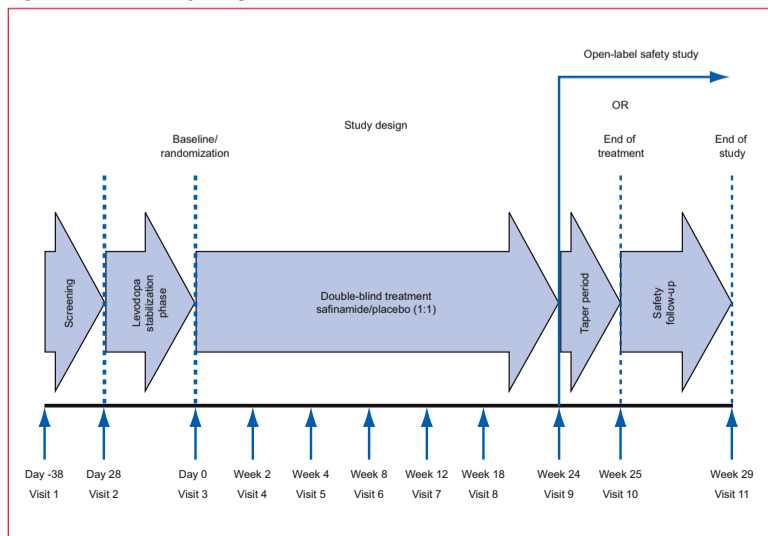 Open-label safety study
OR
Study design
Baseline/
randomization
End of
treatment
End of
study
Screening
Levodopa
stabilization
phase
Double-blind treatment
safinamide/placebo (1:1)
Taper period
Safety
follow-up
Day -38
Day 28
Day 0
Week 2
Week 4
Week 8
Week 12
Week 18
Week 24
Week 25
Week 29
Visit 1
Visit 2
Visit 3
Visit 4
Visit 5
Visit 6
Visit 7
Visit 8
Visit 9
Visit 10
Visit 11